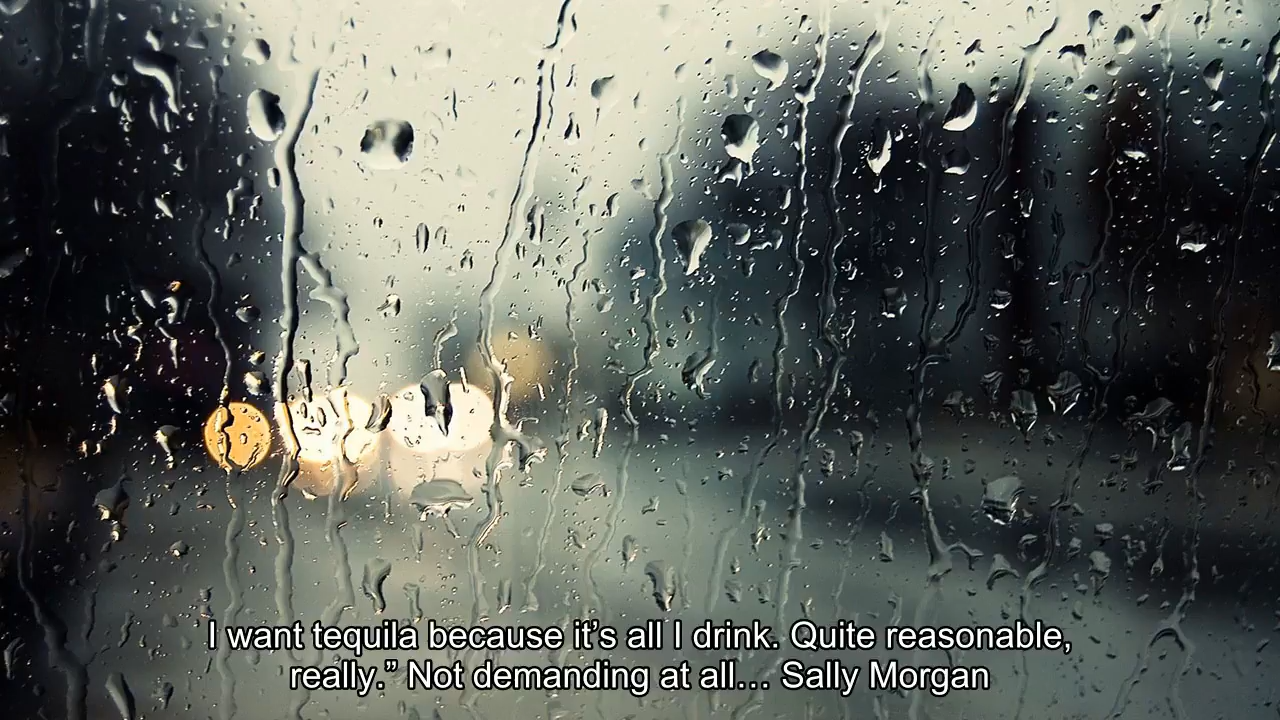 I want tequila because it’s all I drink. Quite reasonable,
really.” Not demanding at all… Sally Morgan